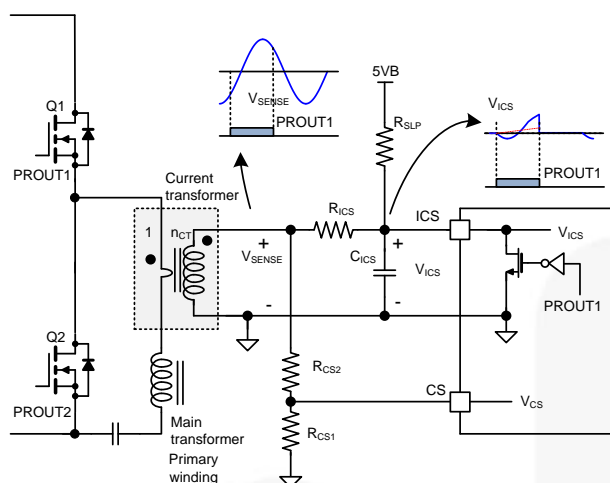 Q1
PROUT1
Current
transformer
1
nCT
VSENSE
PROUT1
5VB
RSLP
VICS
PROUT1
RICS
ICS
+
VSENSE
-
CICS
+
VICS
-
VICS
PROUT1
Q2
PROUT2
RCS2
CS
VCS
RCS1
Main
transformer
Primary
winding